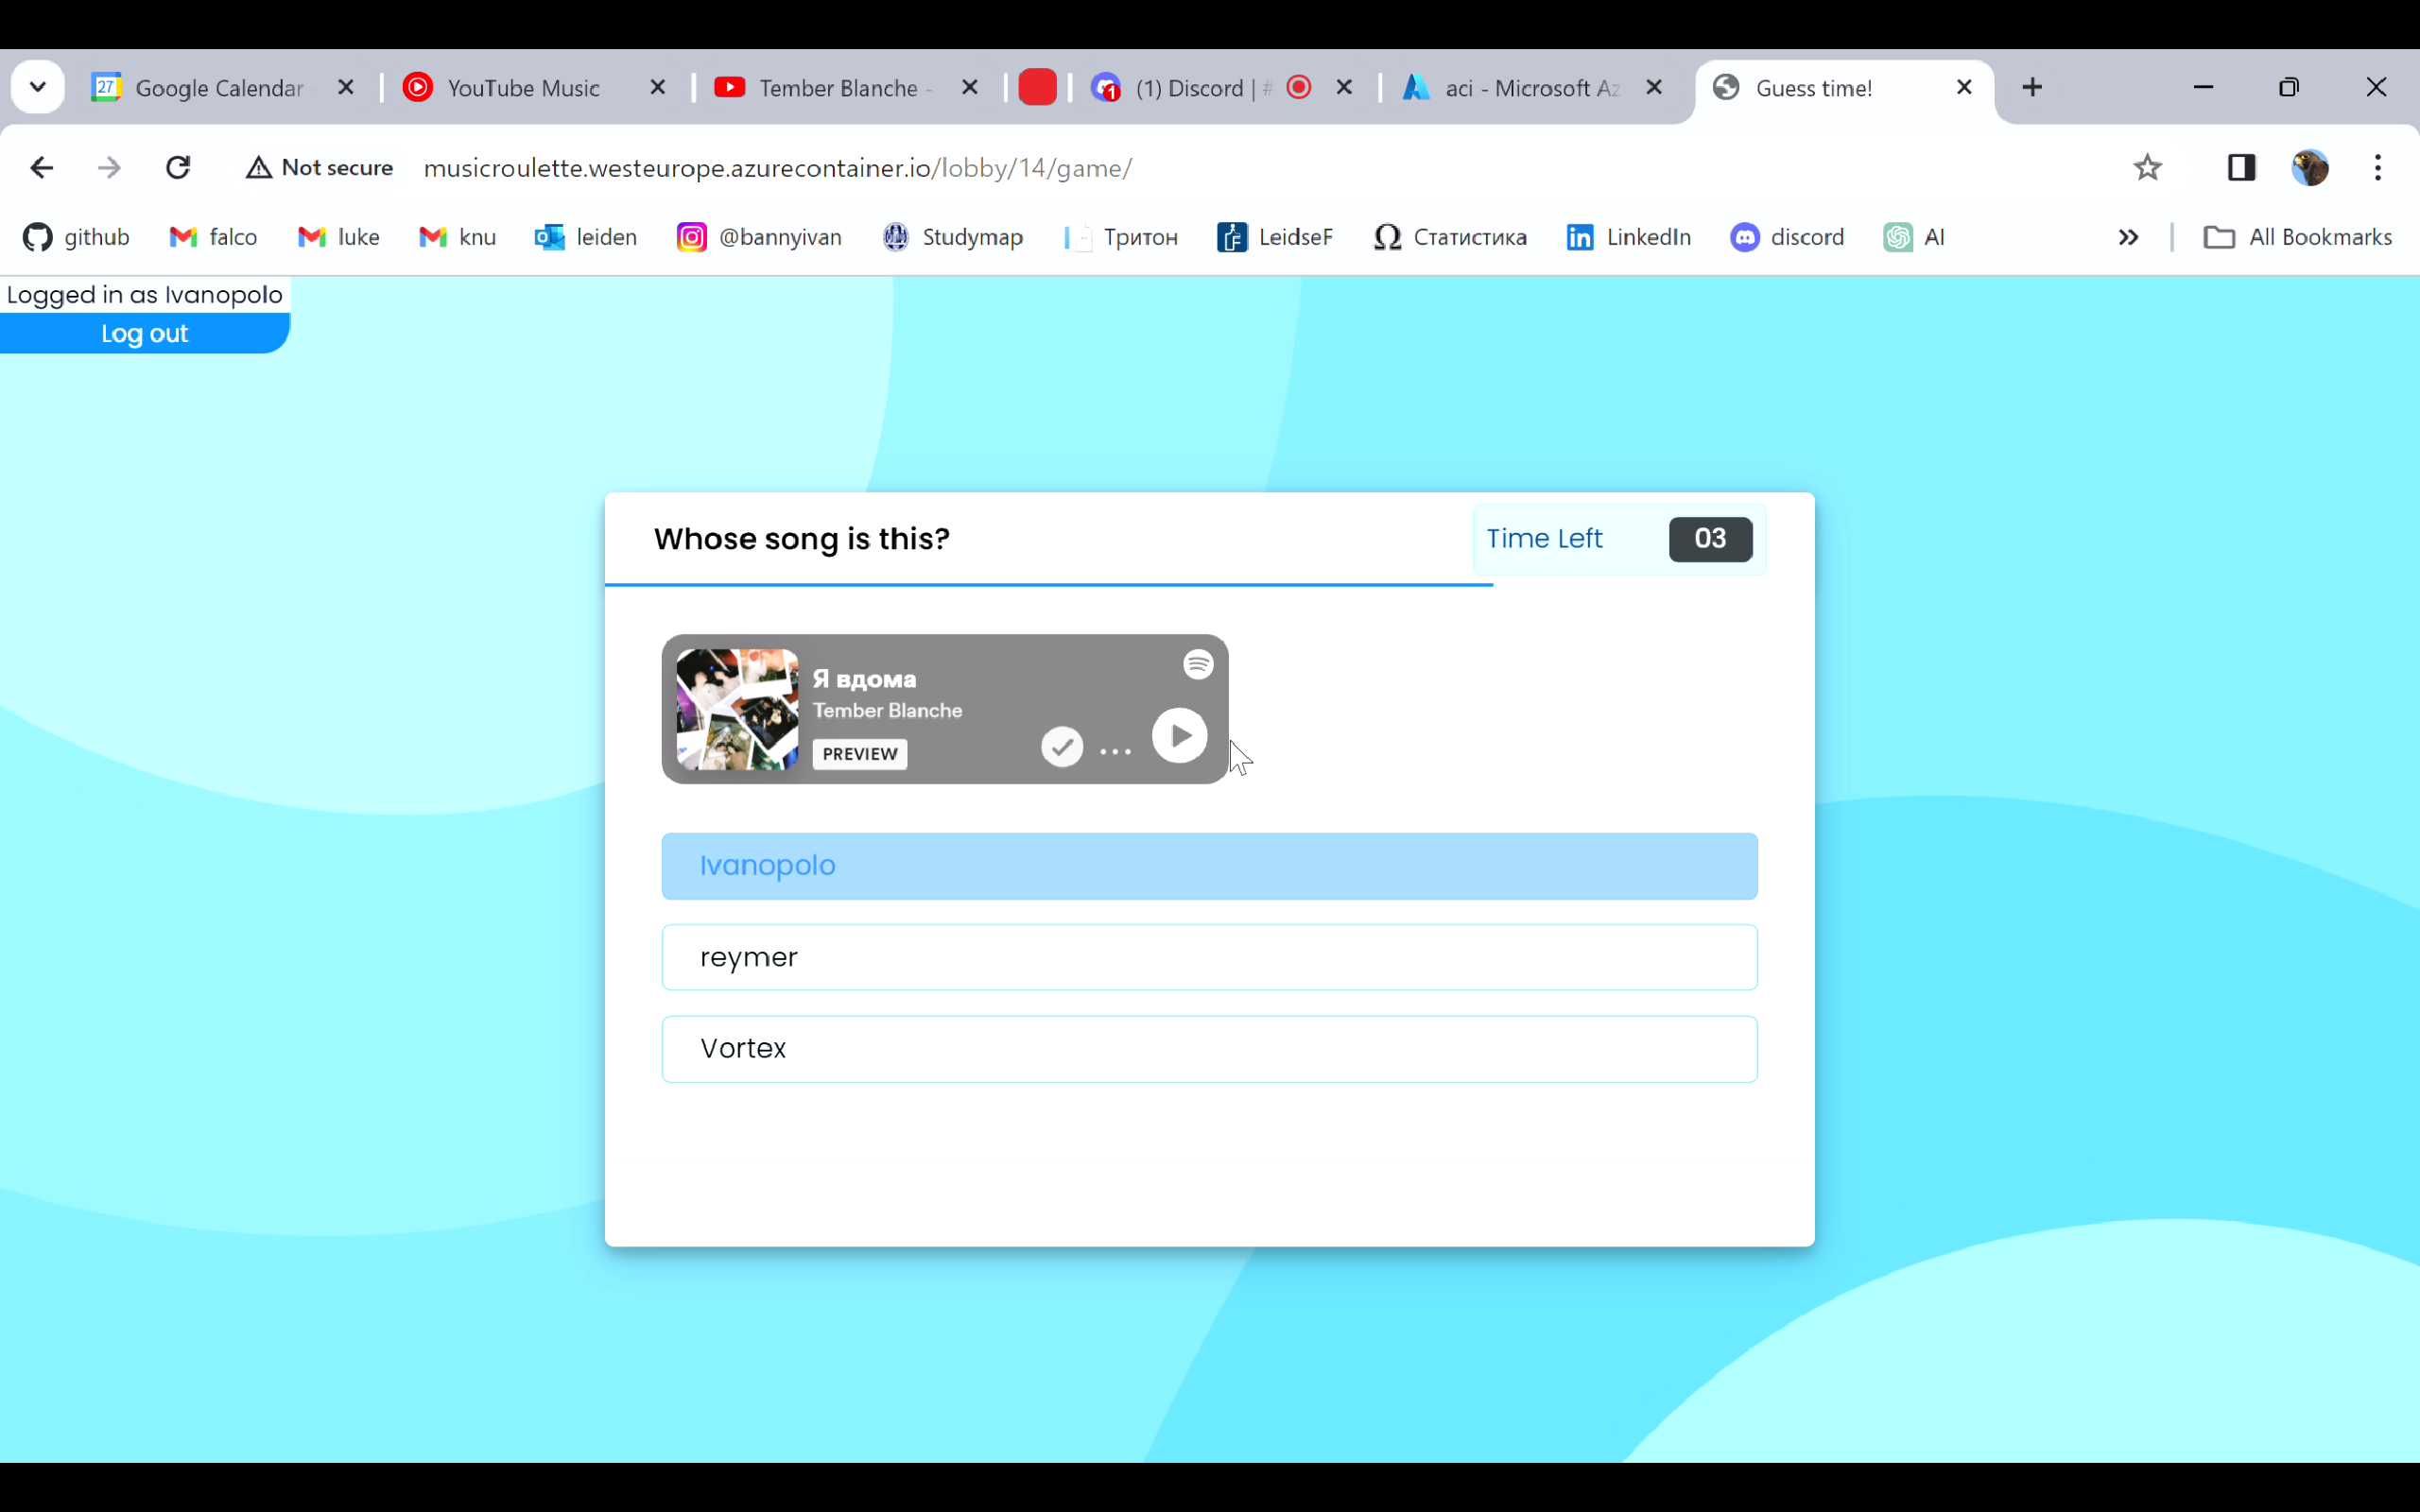 27 Google Calendar YouTube Music Tember Blanche - 1 (1) Discord | # aci - Microsoft Az Guess time!
Not secure musicroulette.westeurope.azurecontainer.io/lobby/14/game/
github falco luke knu leiden @bannyivan Studymap Тритон LeidseF Статистика LinkedIn discord AI » All Bookmarks
Logged in as Ivanopolo
Log out
Whose song is this? Time Left 03
Я вдома
Tember Blanche
PREVIEW
Ivanopolo
reymer
Vortex